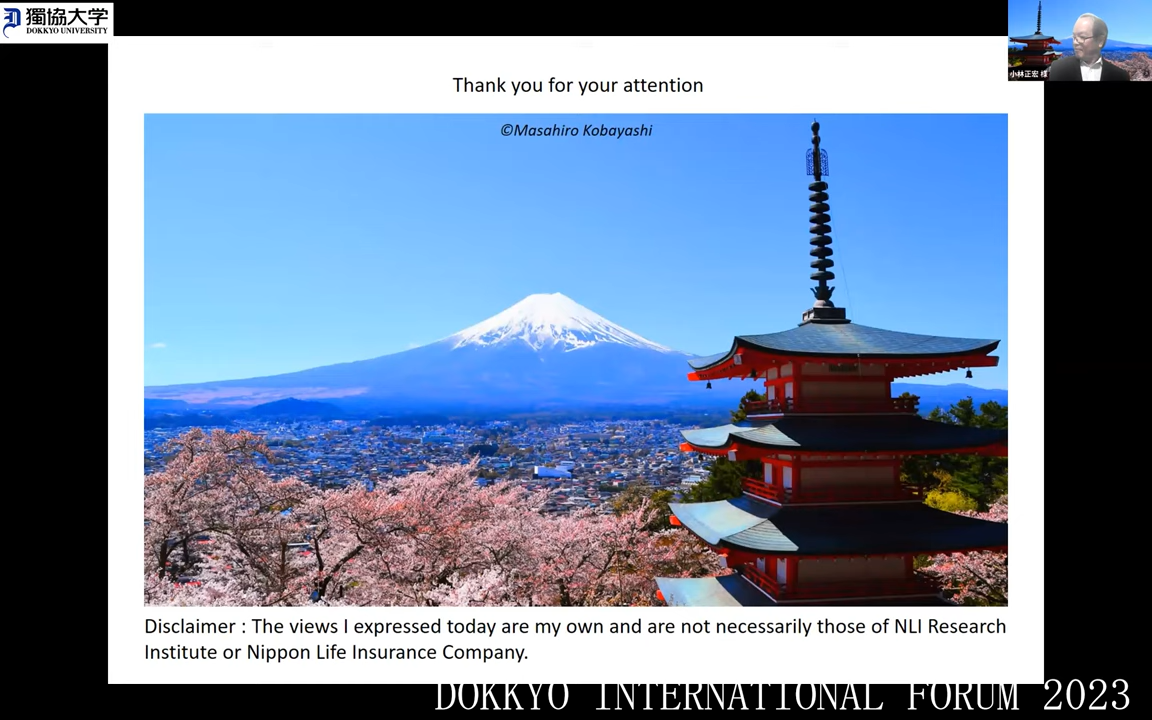 獨協大学
DOKKYO UNIVERSITY
小林正宏 様
Thank you for your attention
©Masahiro Kobayashi
Disclaimer : The views I expressed today are my own and are not necessarily those of NLI Research
Institute or Nippon Life Insurance Company.
DOKKYO INTERNATIONAL FORUM 2023